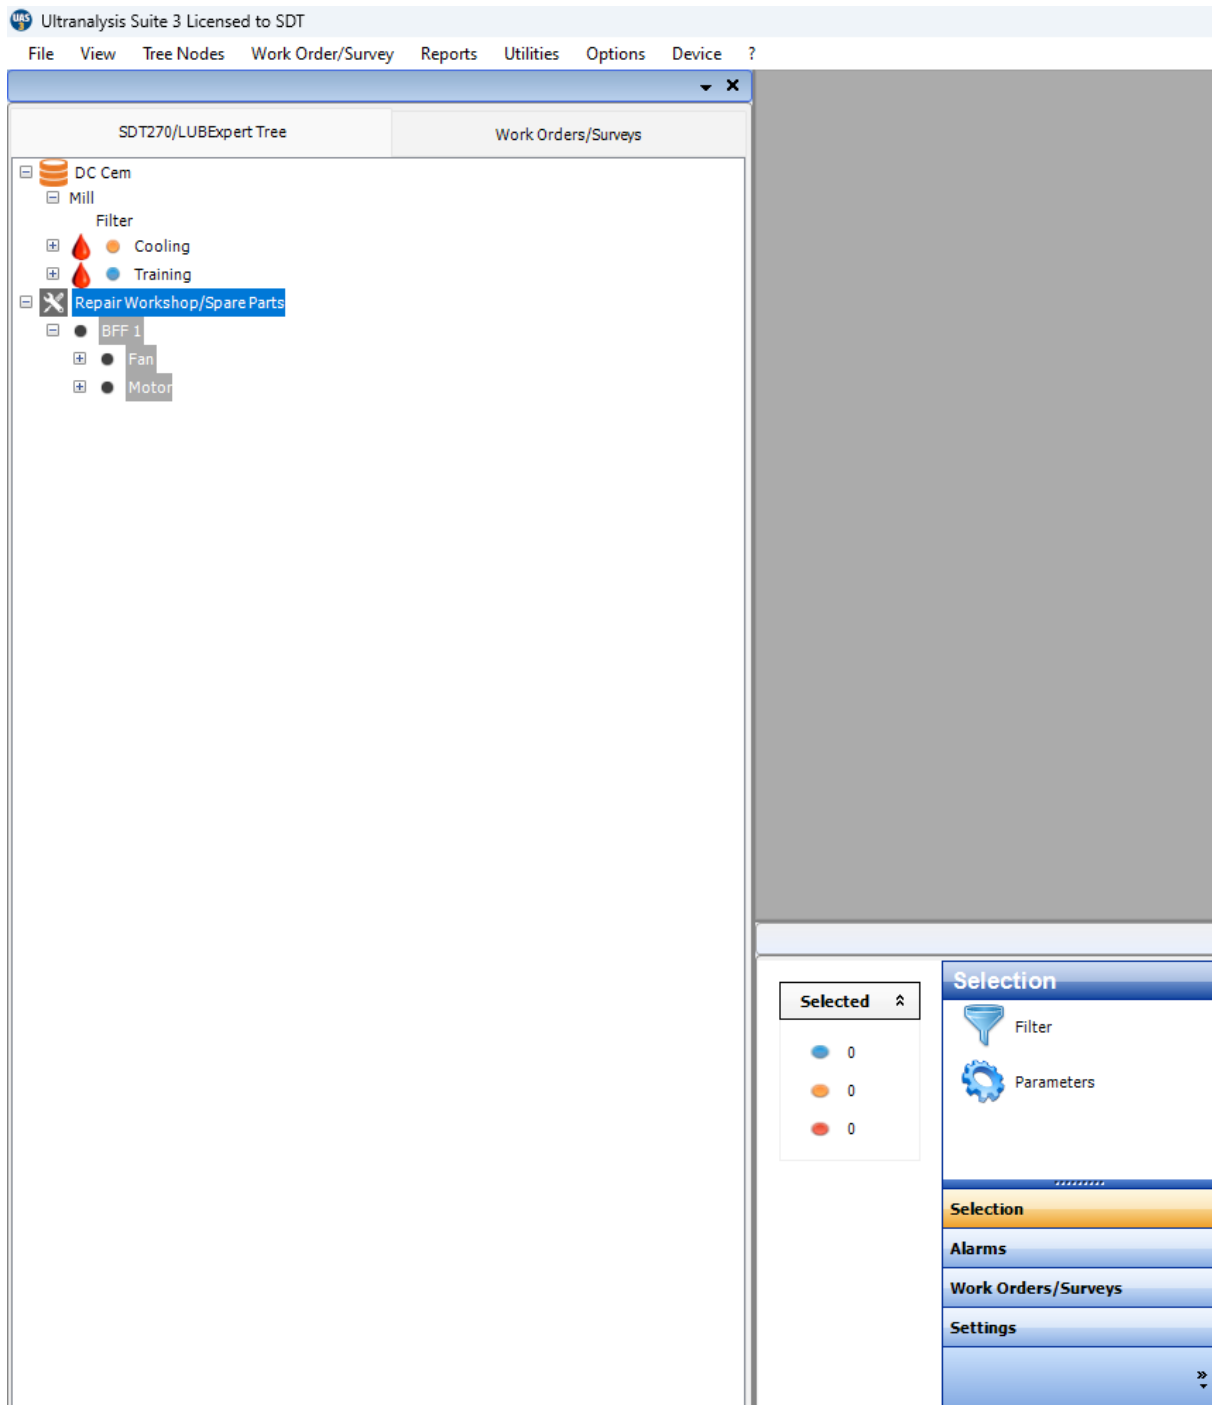 UAS 3 Ultranalysis Suite 3 Licensed to SDT
File View Tree Nodes Work Order/Survey Reports Utilities Options Device ?
SDT270/LUBExpert Tree Work Orders/Surveys
DC Cem
Mill
Filter
Cooling
Training
Repair Workshop/Spare Parts
BFF 1
Fan
Motor
Selected
0
0
0
Selection
Filter
Parameters
Selection
Alarms
Work Orders/Surveys
Settings